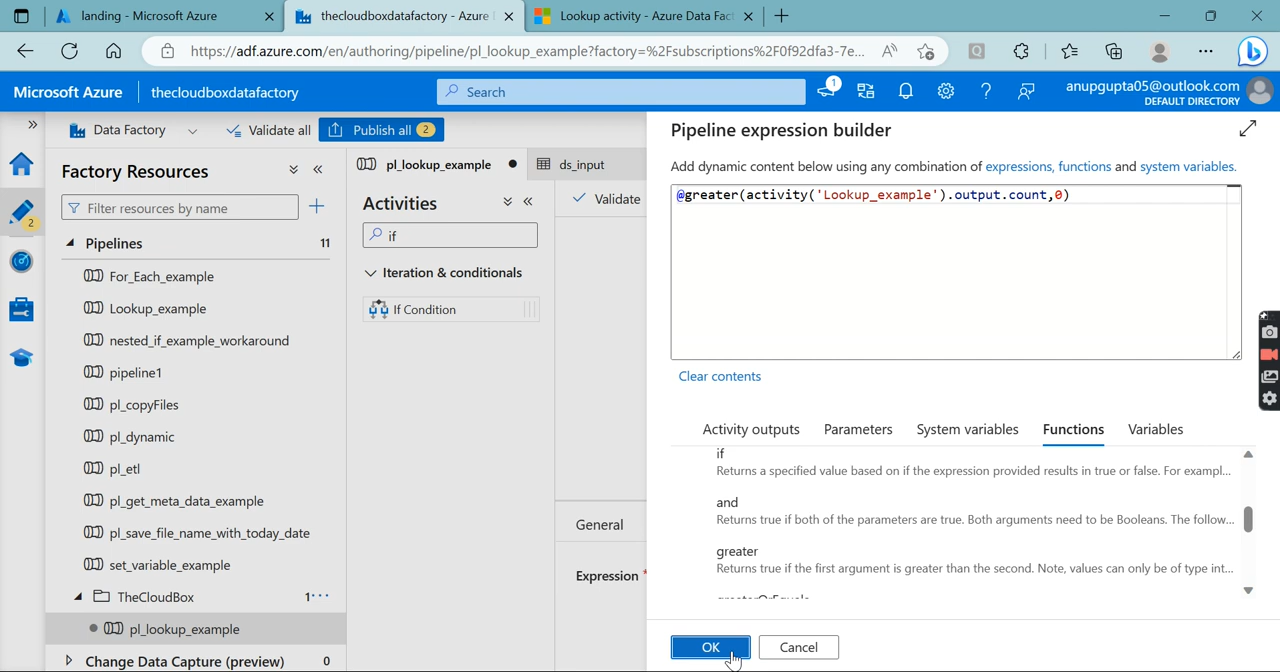 landing - Microsoft Azure
thecloudboxdatafactory - Azure
Lookup activity - Azure Data Fac
https://adf.azure.com/en/authoring/pipeline/pl_lookup_example?factory=%2Fsubscriptions%2F0f92dfa3-7e...
Microsoft Azure
thecloudboxdatafactory
Search
1
anupgupta05@outlook.com
DEFAULT DIRECTORY
Data Factory
Validate all
Publish all 2
2
Factory Resources
Filter resources by name
Pipelines 11
For_Each_example
Lookup_example
nested_if_example_workaround
pipeline1
pl_copyFiles
pl_dynamic
pl_etl
pl_get_meta_data_example
pl_save_file_name_with_today_date
set_variable_example
TheCloudBox 1
pl_lookup_example
Change Data Capture (preview) 0
pl_lookup_example
ds_input
Activities
if
Iteration & conditionals
If Condition
Validate
General
Expression *
Pipeline expression builder
Add dynamic content below using any combination of expressions, functions and system variables.
@greater(activity('Lookup_example').output.count,0)
Clear contents
Activity outputs
Parameters
System variables
Functions
Variables
if
Returns a specified value based on if the expression provided results in true or false. For exampl...
and
Returns true if both of the parameters are true. Both arguments need to be Booleans. The follow...
greater
Returns true if the first argument is greater than the second. Note, values can only be of type int...
OK
Cancel